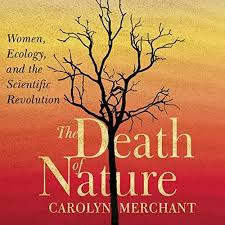 Women,
Ecology,
and the
Scientific
Revolution
The
Death
of
Nature
CAROLYN MERCHANT